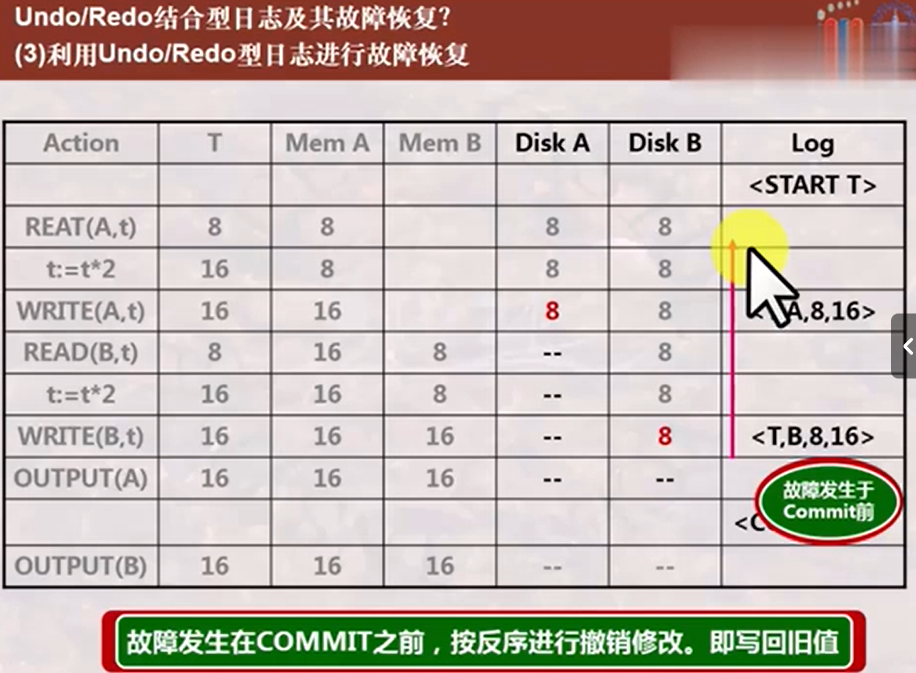 Undo/Redo结合型日志及其故障恢复?
(3)利用Undo/Redo型日志进行故障恢复
Action T Mem A Mem B Disk A Disk B Log
<START T>
REAT(A,t) 8 8 8 8
t:=t*2 16 8 8 8
WRITE(A,t) 16 16 8 8 A,8,16>
READ(B,t) 8 16 8 -- 8
t:=t*2 16 16 8 -- 8
WRITE(B,t) 16 16 16 -- 8 <T,B,8,16>
OUTPUT(A) 16 16 16 -- --
<C
故障发生于
Commit前
OUTPUT(B) 16 16 16 -- --
故障发生在COMMIT之前，按反序进行撤销修改。即写回旧值